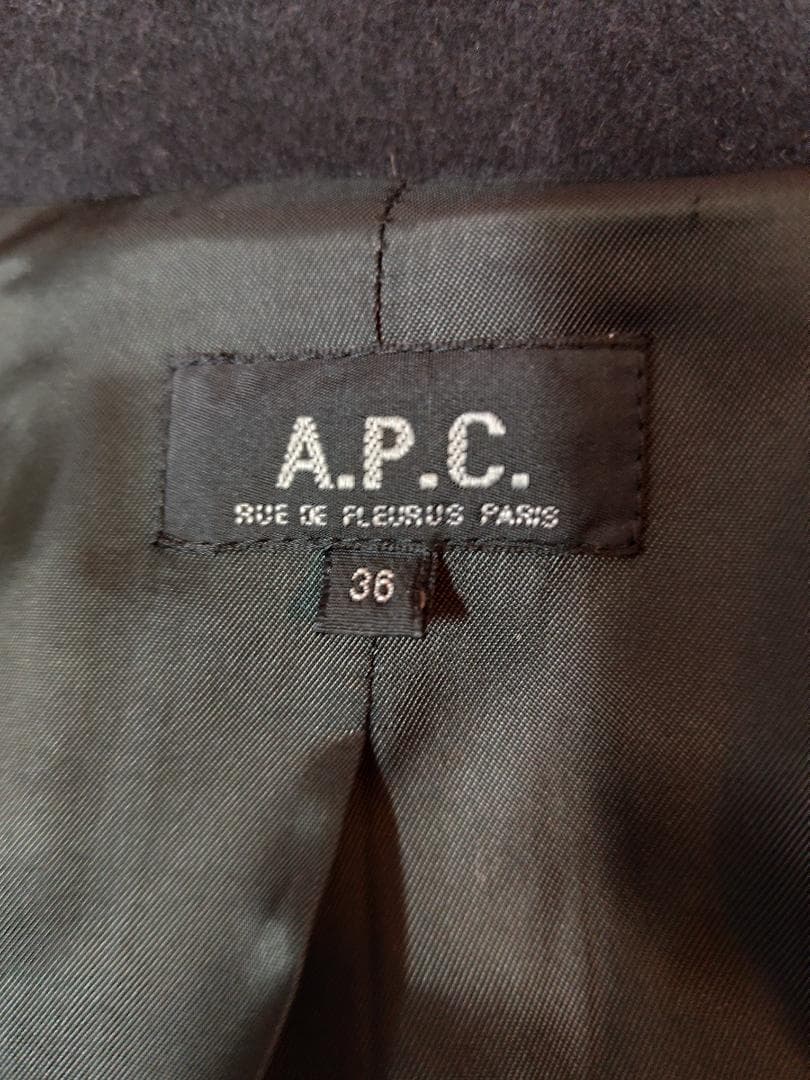 A.P.C.
RUE DE FLEURUS PARIS
36